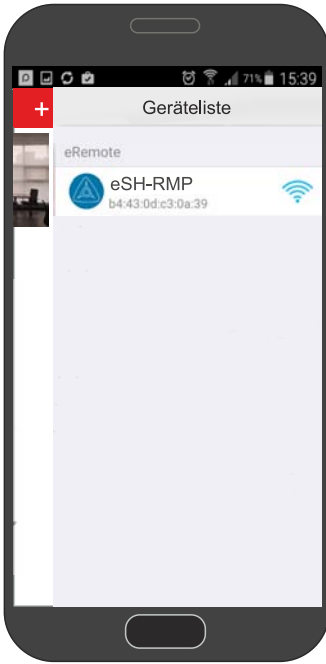 71% 15:39
+ Geräteliste
eRemote
eSH-RMP
b4:43:0d:c3:0a:39